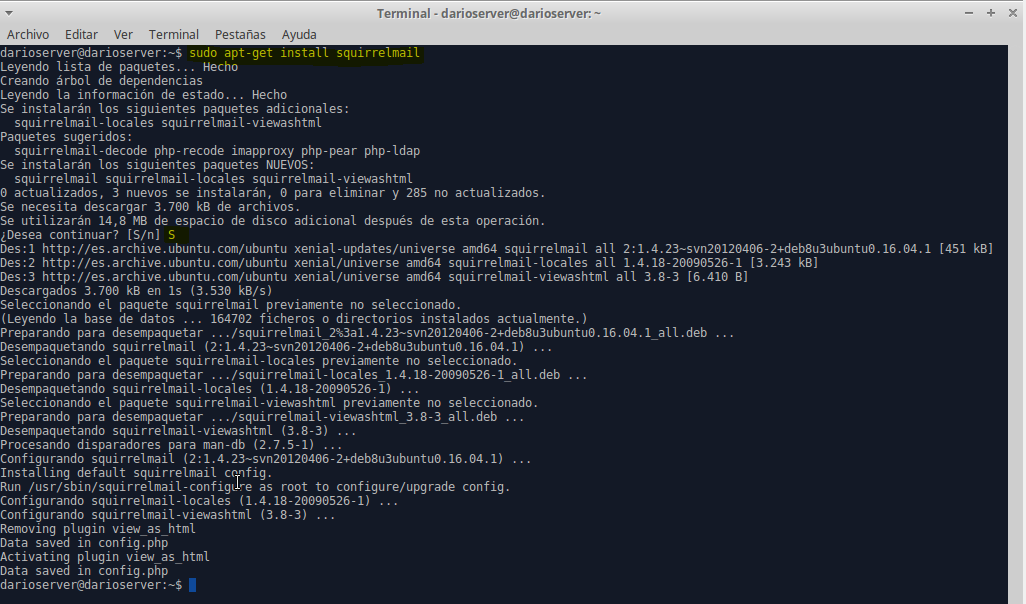 Terminal - darioserver@darioserver: ~
Archivo Editar Ver Terminal Pestañas Ayuda
darioserver@darioserver:~$ sudo apt-get install squirrelmail
Leyendo lista de paquetes... Hecho
Creando árbol de dependencias
Leyendo la información de estado... Hecho
Se instalarán los siguientes paquetes adicionales:
  squirrelmail-locales squirrelmail-viewashtml
Paquetes sugeridos:
  squirrelmail-decode php-recode imapproxy php-pear php-ldap
Se instalarán los siguientes paquetes NUEVOS:
  squirrelmail squirrelmail-locales squirrelmail-viewashtml
0 actualizados, 3 nuevos se instalarán, 0 para eliminar y 285 no actualizados.
Se necesita descargar 3.700 kB de archivos.
Se utilizarán 14,8 MB de espacio de disco adicional después de esta operación.
¿Desea continuar? [S/n] S
Des:1 http://es.archive.ubuntu.com/ubuntu xenial-updates/universe amd64 squirrelmail all 2:1.4.23~svn20120406-2+deb8u3ubuntu0.16.04.1 [451 kB]
Des:2 http://es.archive.ubuntu.com/ubuntu xenial/universe amd64 squirrelmail-locales all 1.4.18-20090526-1 [3.243 kB]
Des:3 http://es.archive.ubuntu.com/ubuntu xenial/universe amd64 squirrelmail-viewashtml all 3.8-3 [6.410 B]
Descargados 3.700 kB en 1s (3.530 kB/s)
Seleccionando el paquete squirrelmail previamente no seleccionado.
(Leyendo la base de datos ... 164702 ficheros o directorios instalados actualmente.)
Preparando para desempaquetar .../squirrelmail_2%3a1.4.23~svn20120406-2+deb8u3ubuntu0.16.04.1_all.deb ...
Desempaquetando squirrelmail (2:1.4.23~svn20120406-2+deb8u3ubuntu0.16.04.1) ...
Seleccionando el paquete squirrelmail-locales previamente no seleccionado.
Preparando para desempaquetar .../squirrelmail-locales_1.4.18-20090526-1_all.deb ...
Desempaquetando squirrelmail-locales (1.4.18-20090526-1) ...
Seleccionando el paquete squirrelmail-viewashtml previamente no seleccionado.
Preparando para desempaquetar .../squirrelmail-viewashtml_3.8-3_all.deb ...
Desempaquetando squirrelmail-viewashtml (3.8-3) ...
Procesando disparadores para man-db (2.7.5-1) ...
Configurando squirrelmail (2:1.4.23~svn20120406-2+deb8u3ubuntu0.16.04.1) ...
Installing default squirrelmail config.
Run /usr/sbin/squirrelmail-configure as root to configure/upgrade config.
Configurando squirrelmail-locales (1.4.18-20090526-1) ...
Configurando squirrelmail-viewashtml (3.8-3) ...
Removing plugin view_as_html
Data saved in config.php
Activating plugin view_as_html
Data saved in config.php
darioserver@darioserver:~$